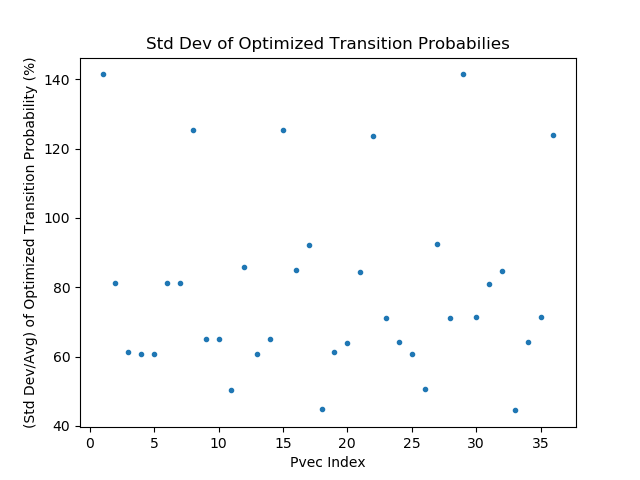 Std Dev of Optimized Transition Probabilies
(Std Dev/Avg) of Optimized Transition Probability (%)
140
120
100
80
60
40
0 5 10 15 20 25 30 35
Pvec Index